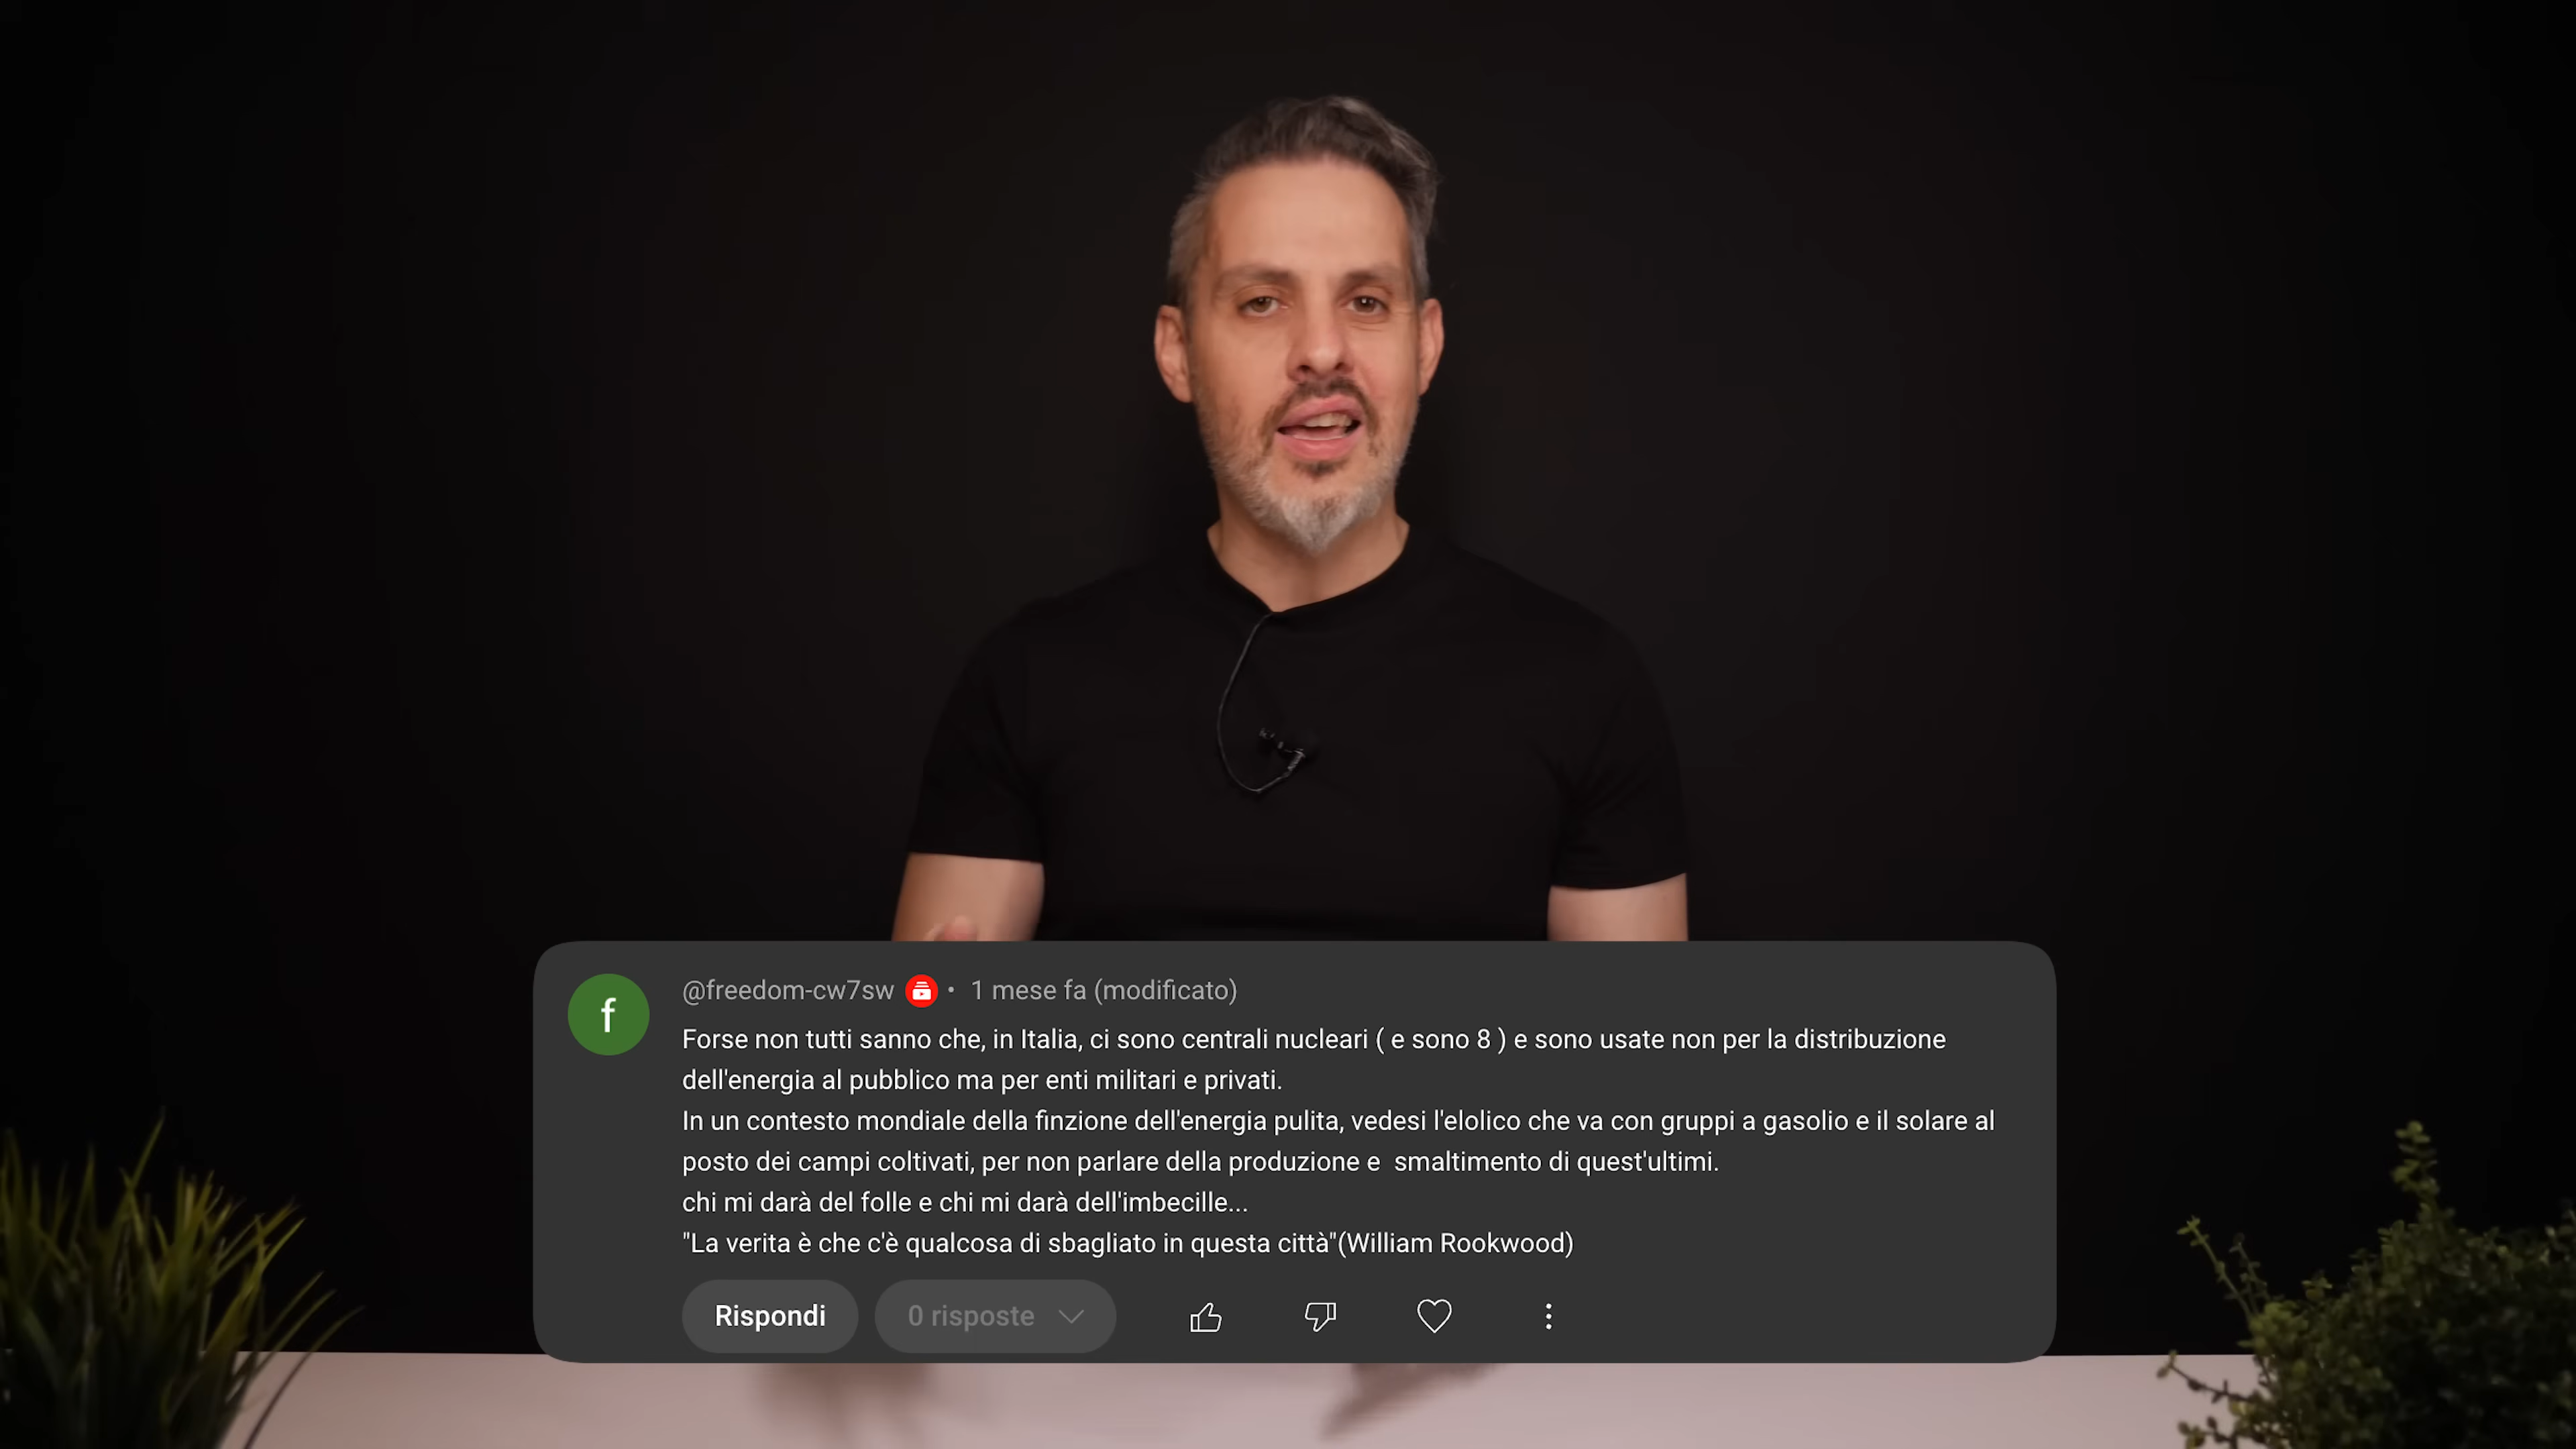 f
@freedom-cw7sw • 1 mese fa (modificato)
Forse non tutti sanno che, in Italia, ci sono centrali nucleari ( e sono 8 ) e sono usate non per la distribuzione
dell'energia al pubblico ma per enti militari e privati.
In un contesto mondiale della finzione dell'energia pulita, vedesi l'elolico che va con gruppi a gasolio e il solare al
posto dei campi coltivati, per non parlare della produzione e  smaltimento di quest'ultimi.
chi mi darà del folle e chi mi darà dell'imbecille...
"La verita è che c'è qualcosa di sbagliato in questa città"(William Rookwood)
Rispondi 0 risposte